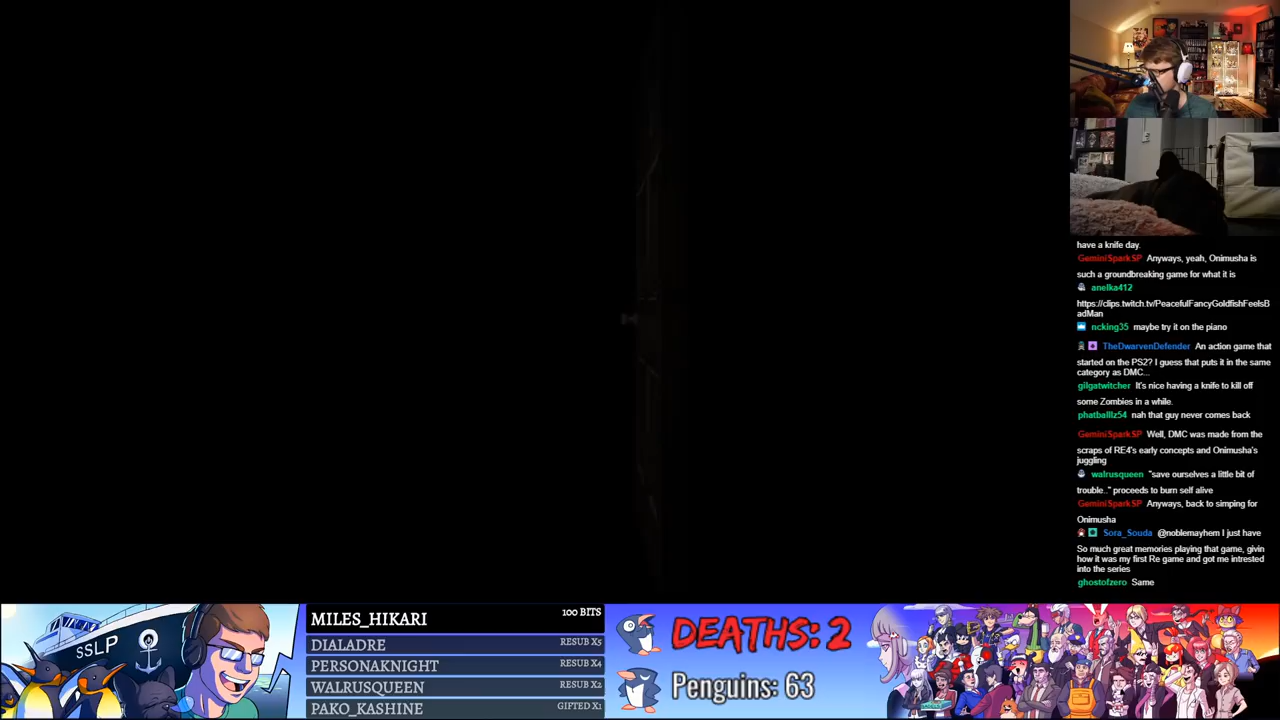 have a knife day.
GeminiSparkSP Anyways, yeah, Onimusha is
such a groundbreaking game for what it is
anelka412
https://clips.twitch.tv/PeacefulFancyGoldfishFeelsB
adMan
ncking35 maybe try it on the piano
TheDwarvenDefender An action game that
started on the PS2? I guess that puts it in the same
category as DMC...
gilgatwitcher It's nice having a knife to kill off
some Zombies in a while.
phatballlz54 nah that guy never comes back
GeminiSparkSP Well, DMC was made from the
scraps of RE4's early concepts and Onimusha's
juggling
walrusqueen "save ourselves a little bit of
trouble.." proceeds to burn self alive
GeminiSparkSP Anyways, back to simping for
Onimusha
Sora_Souda @noblemayhem I just have
So much great memories playing that game, givin
how it was my first Re game and got me intrested
into the series
ghostofzero Same
SSLP
MILES_HIKARI 100 BITS
DIALADRE RESUB X5
PERSONAKNIGHT RESUB X4
WALRUSQUEEN RESUB X2
PAKO_KASHINE GIFTED X1
DEATHS: 2
Penguins: 63